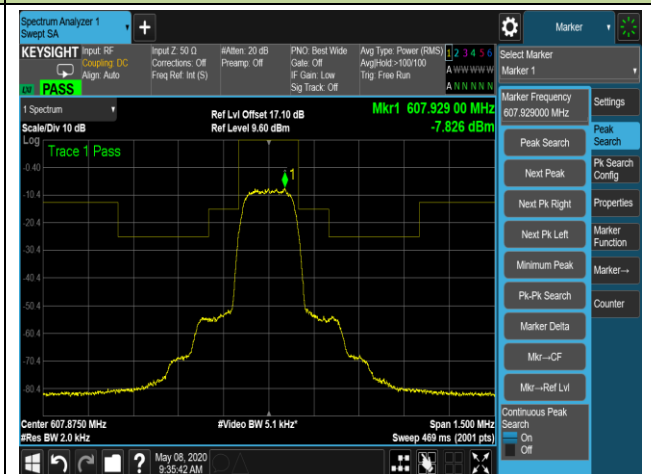 Spectrum Analyzer 1
Swept SA
+
Marker
KEYSIGHT
PASS
Input: RF
Coupling: DC
Align: Auto
Input Z: 50 Ω
Corrections: Off
Freq Ref: Int (S)
#Atten: 20 dB
Preamp: Off
PNO: Best Wide
Gate: Off
IF Gain: Low
Sig Track: Off
Avg Type: Power (RMS)
Avg|Hold:>100/100
Trig: Free Run
1 2 3 4 5 6
A W W W W W
A N N N N N
Select Marker
Marker 1
1 Spectrum
Scale/Div 10 dB
Ref Lvl Offset 17.10 dB
Ref Level 9.60 dBm
Mkr1 607.929 00 MHz
-7.826 dBm
Log
Trace 1 Pass
1
-0.40
-10.4
-20.4
-30.4
-40.4
-50.4
-60.4
-70.4
-80.4
Center 607.8750 MHz
#Res BW 2.0 kHz
#Video BW 5.1 kHz*
Span 1.500 MHz
Sweep 469 ms (2001 pts)
Marker Frequency
607.929000 MHz
Peak Search
Next Peak
Next Pk Right
Next Pk Left
Minimum Peak
Pk-Pk Search
Marker Delta
Mkr→CF
Mkr→Ref Lvl
Continuous Peak
Search
On
Off
Settings
Peak
Search
Pk Search
Config
Properties
Marker
Function
Marker→
Counter
?
May 08, 2020
9:35:42 AM